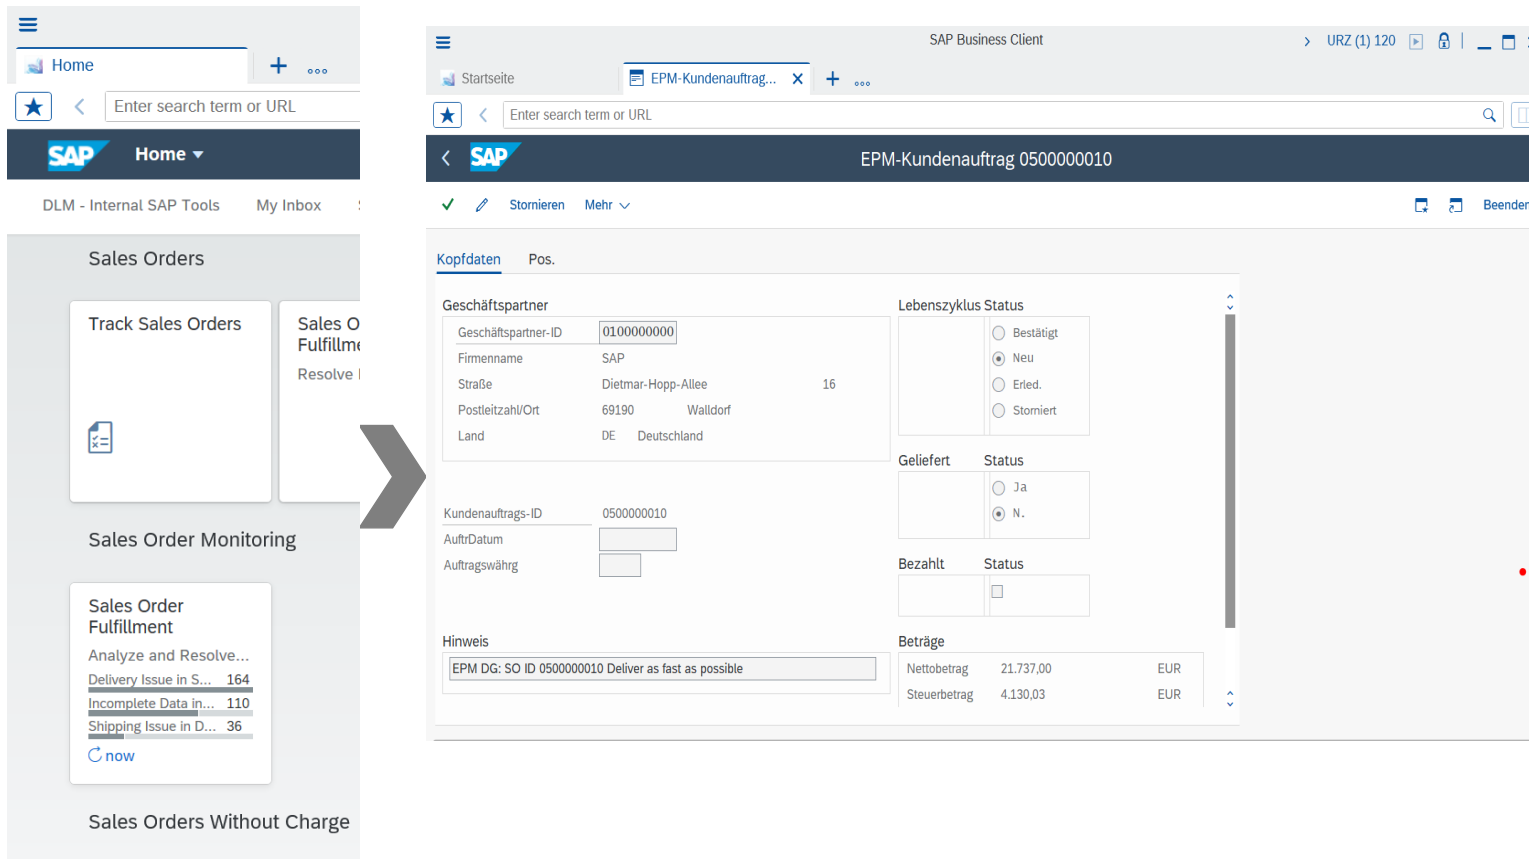 Home
Enter search term or URL
SAP Home
DLM - Internal SAP Tools My Inbox
Sales Orders
Track Sales Orders
Sales O
Fulfillme
Resolve
Sales Order Monitoring
Sales Order
Fulfillment
Analyze and Resolve...
Delivery Issue in S... 164
Incomplete Data in... 110
Shipping Issue in D... 36
now
Sales Orders Without Charge
SAP Business Client
URZ (1) 120
Startseite EPM-Kundenauftrag...
Enter search term or URL
SAP EPM-Kundenauftrag 0500000010
Stornieren Mehr Beenden
Kopfdaten Pos.
Geschäftspartner
Geschäftspartner-ID 0100000000
Firmenname SAP
Straße Dietmar-Hopp-Allee 16
Postleitzahl/Ort 69190 Walldorf
Land DE Deutschland
Kundenauftrags-ID 0500000010
AuftrDatum
Auftragswährg
Hinweis
EPM DG: SO ID 0500000010 Deliver as fast as possible
Lebenszyklus Status
Bestätigt
Neu
Erled.
Storniert
Geliefert Status
Ja
N.
Bezahlt Status
Beträge
Nettobetrag 21.737,00 EUR
Steuerbetrag 4.130,03 EUR